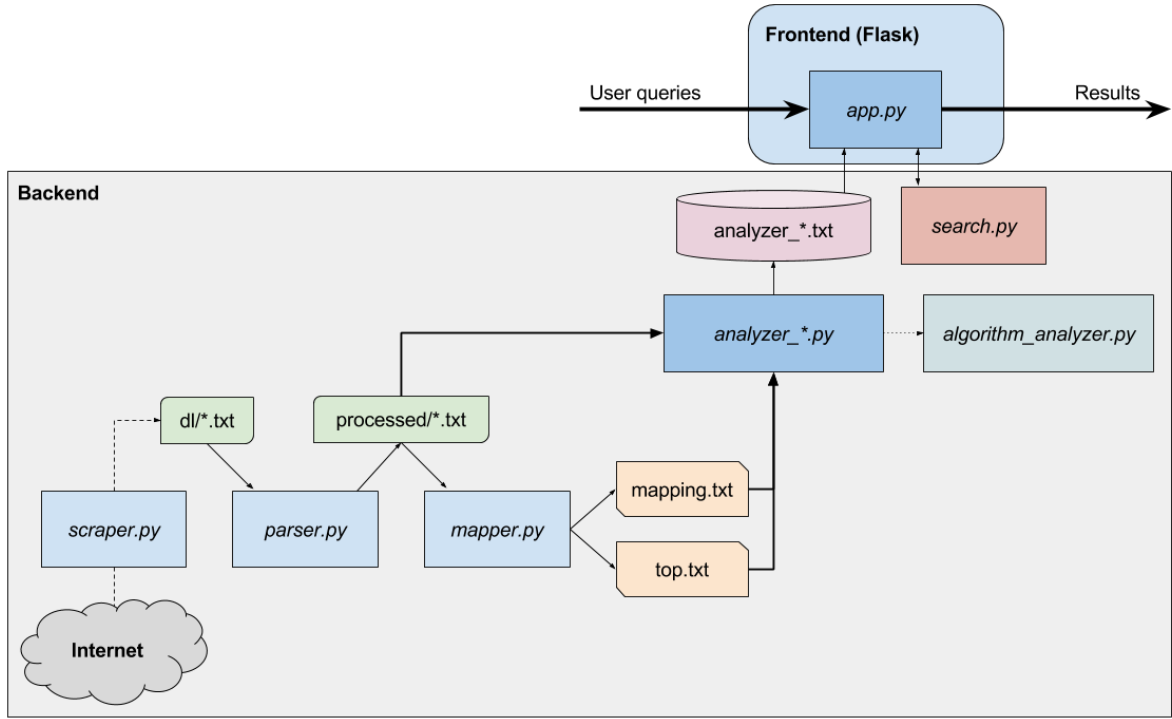 Frontend (Flask)
User queries
Results
app.py
Backend
analyzer_*.txt
search.py
analyzer_*.py
algorithm_analyzer.py
dl/*.txt
processed/*.txt
mapping.txt
scraper.py
parser.py
mapper.py
top.txt
Internet